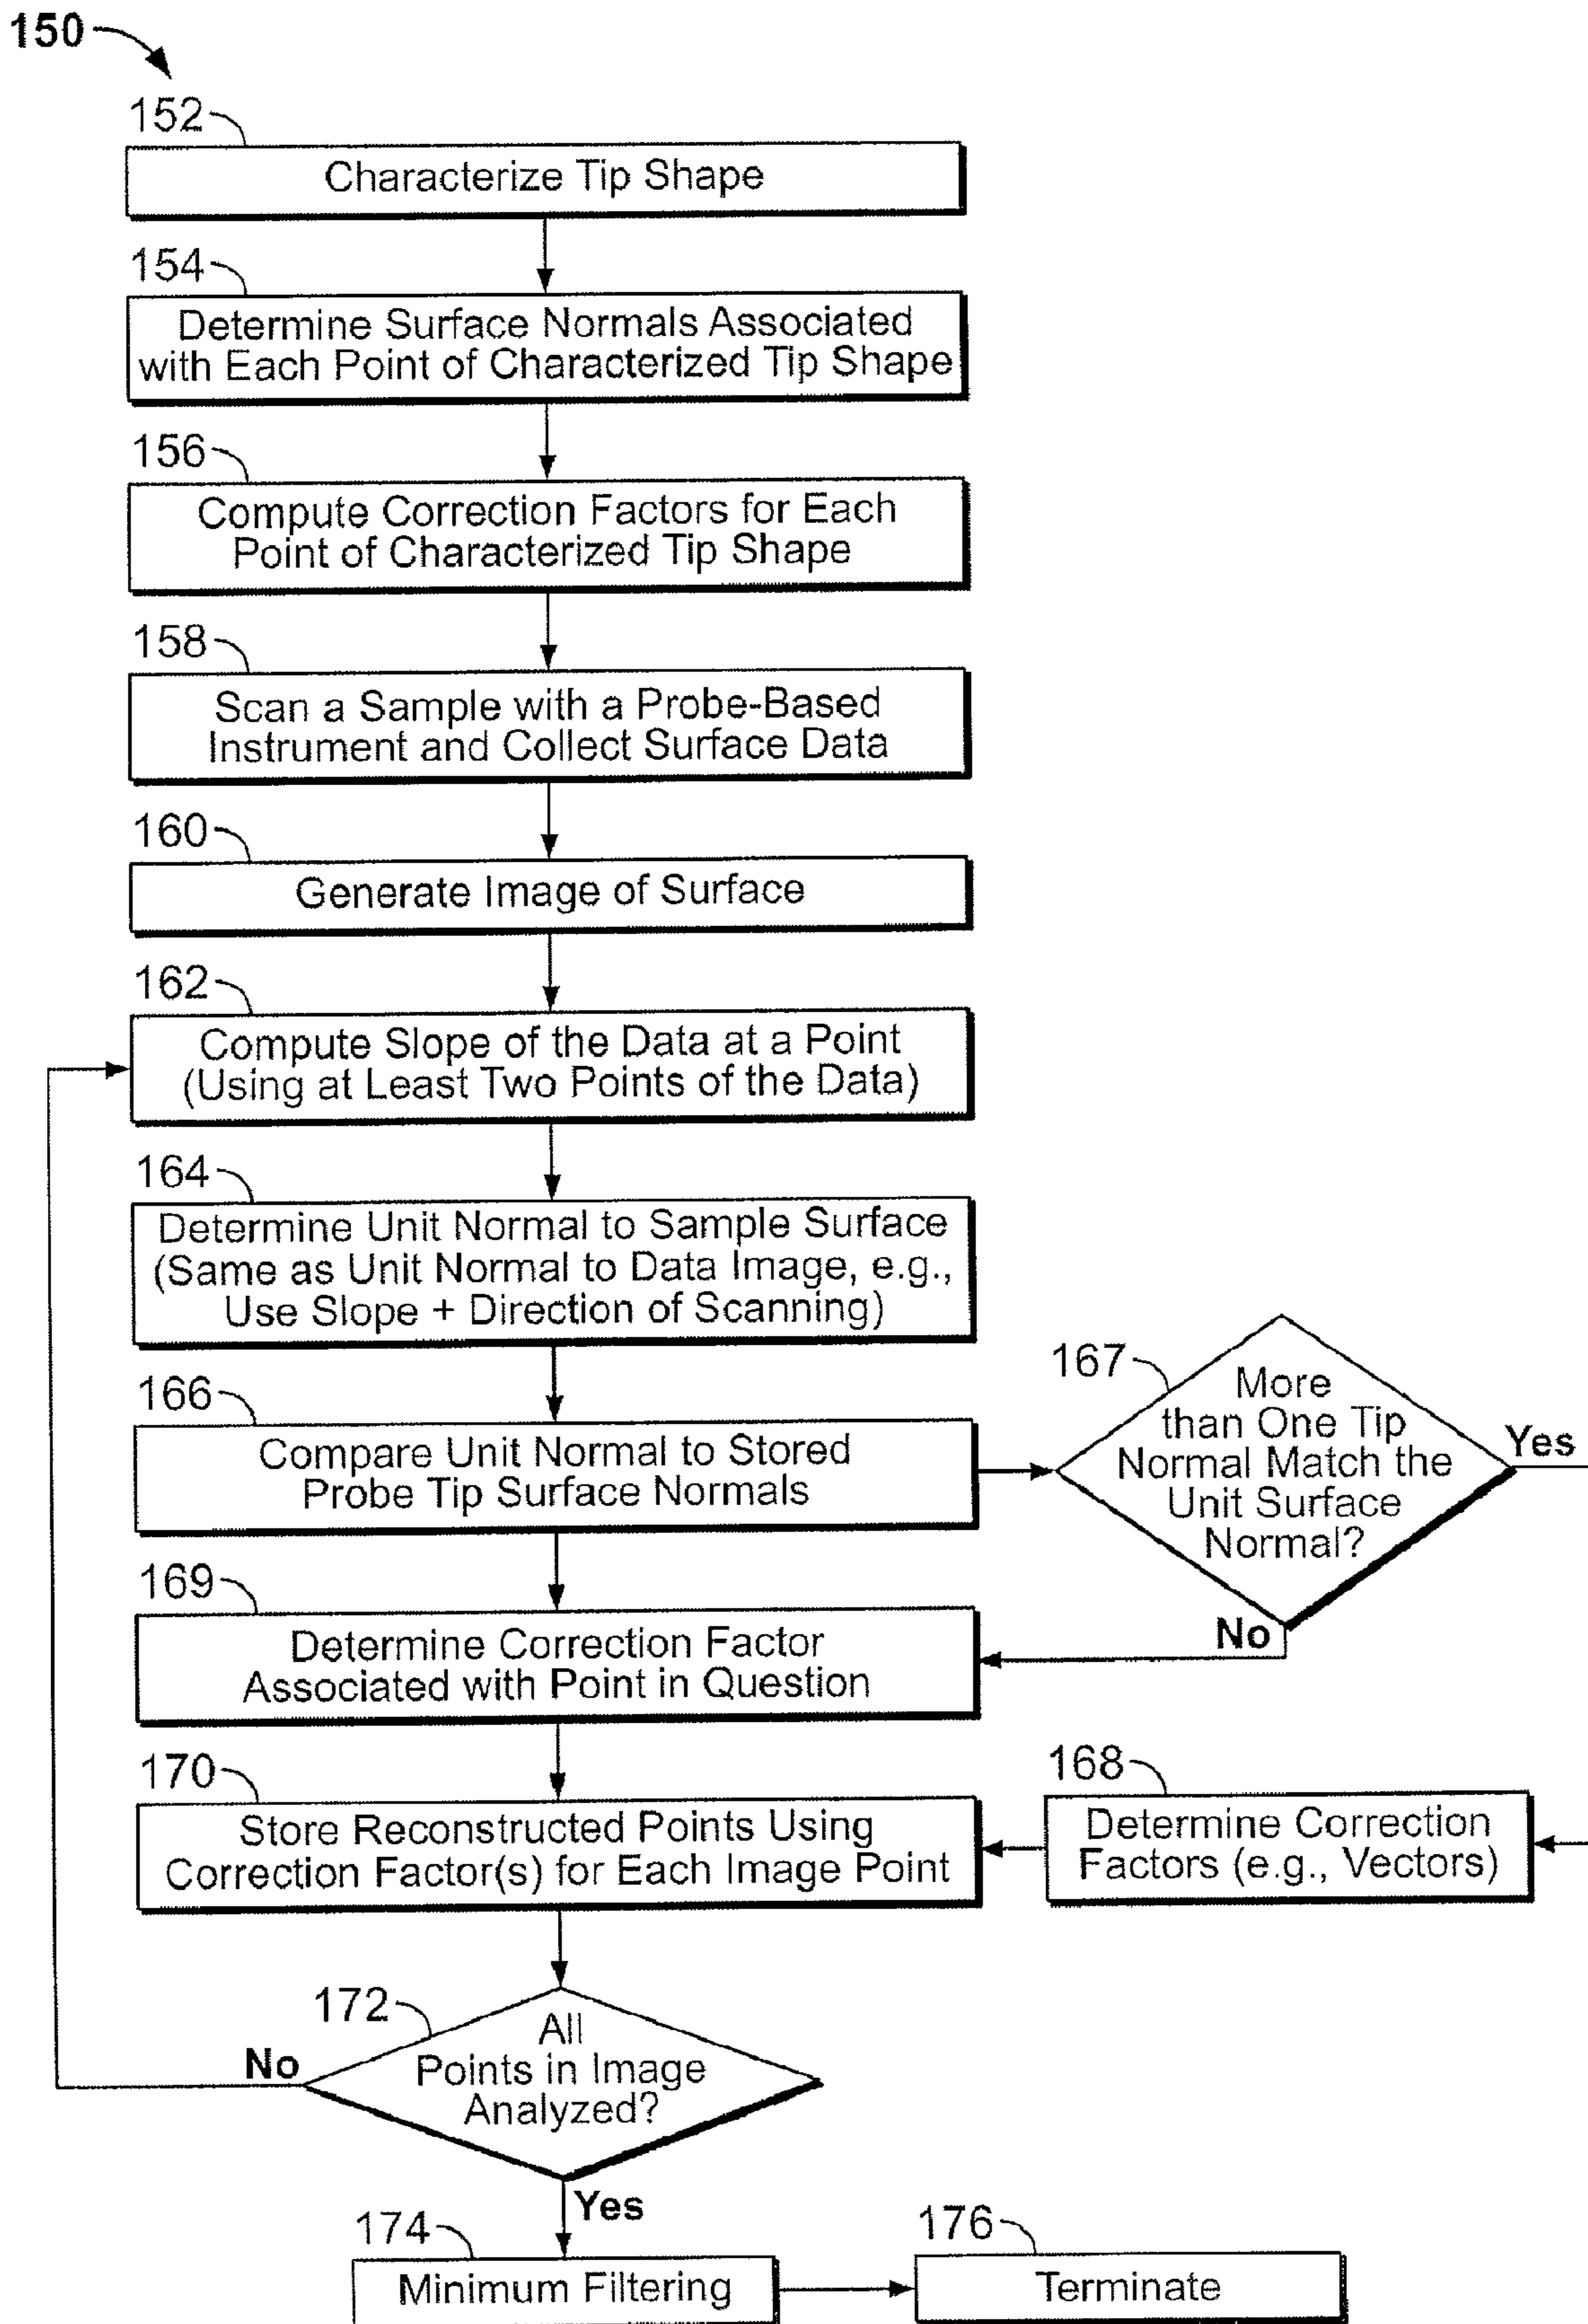 150
152
Characterize Tip Shape
154
Determine Surface Normals Associated
with Each Point of Characterized Tip Shape
156
Compute Correction Factors for Each
Point of Characterized Tip Shape
158
Scan a Sample with a Probe-Based
Instrument and Collect Surface Data
160
Generate Image of Surface
162
Compute Slope of the Data at a Point
(Using at Least Two Points of the Data)
164
Determine Unit Normal to Sample Surface
(Same as Unit Normal to Data Image, e.g.,
Use Slope + Direction of Scanning)
166
Compare Unit Normal to Stored
Probe Tip Surface Normals
167
More
than One Tip
Normal Match the
Unit Surface
Normal?
Yes
No
169
Determine Correction Factor
Associated with Point in Question
170
Store Reconstructed Points Using
Correction Factor(s) for Each Image Point
168
Determine Correction
Factors (e.g., Vectors)
172
All
Points in Image
Analyzed?
No
Yes
174
Minimum Filtering
176
Terminate